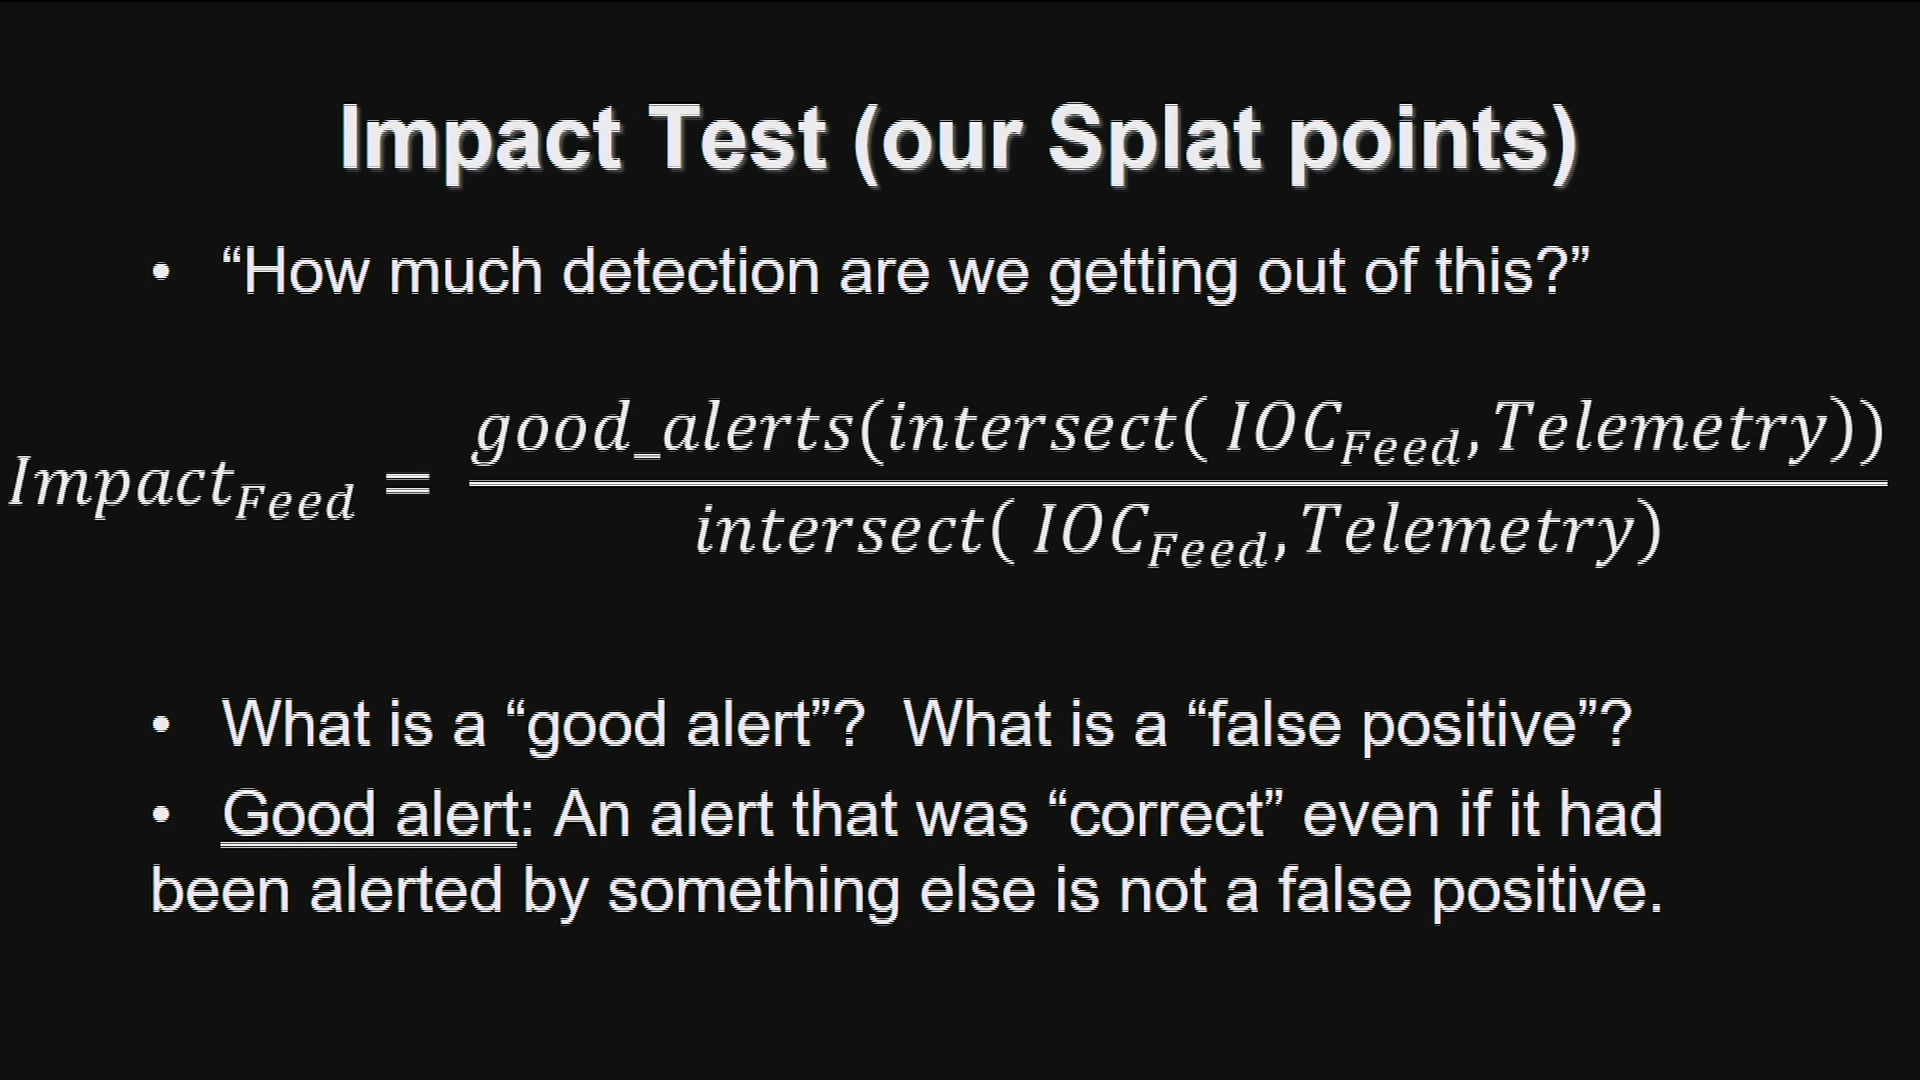 Impact Test (our Splat points)
• “How much detection are we getting out of this?”
Impact_Feed = good_alerts(intersect( IOC_Feed, Telemetry)) / intersect( IOC_Feed, Telemetry)
• What is a “good alert”?  What is a “false positive”?
• Good alert: An alert that was “correct” even if it had
been alerted by something else is not a false positive.